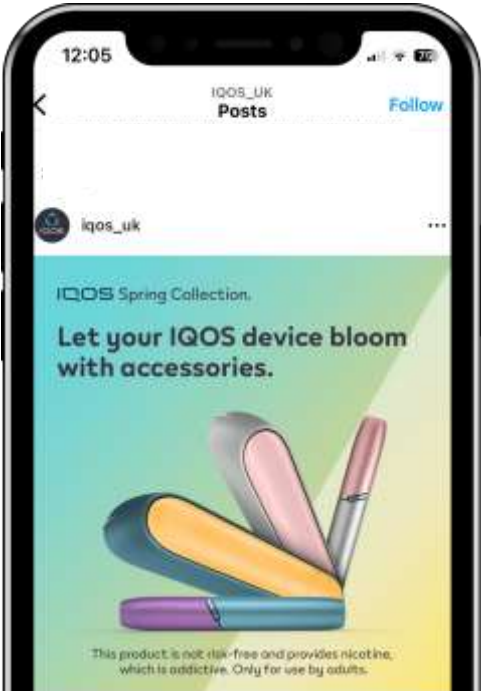 12:05
70
IQOS_UK
Posts
Follow
iqos_uk
IQOS Spring Collection.
Let your IQOS device bloom
with accessories.
This product is not risk-free and provides nicotine,
which is addictive. Only for use by adults.